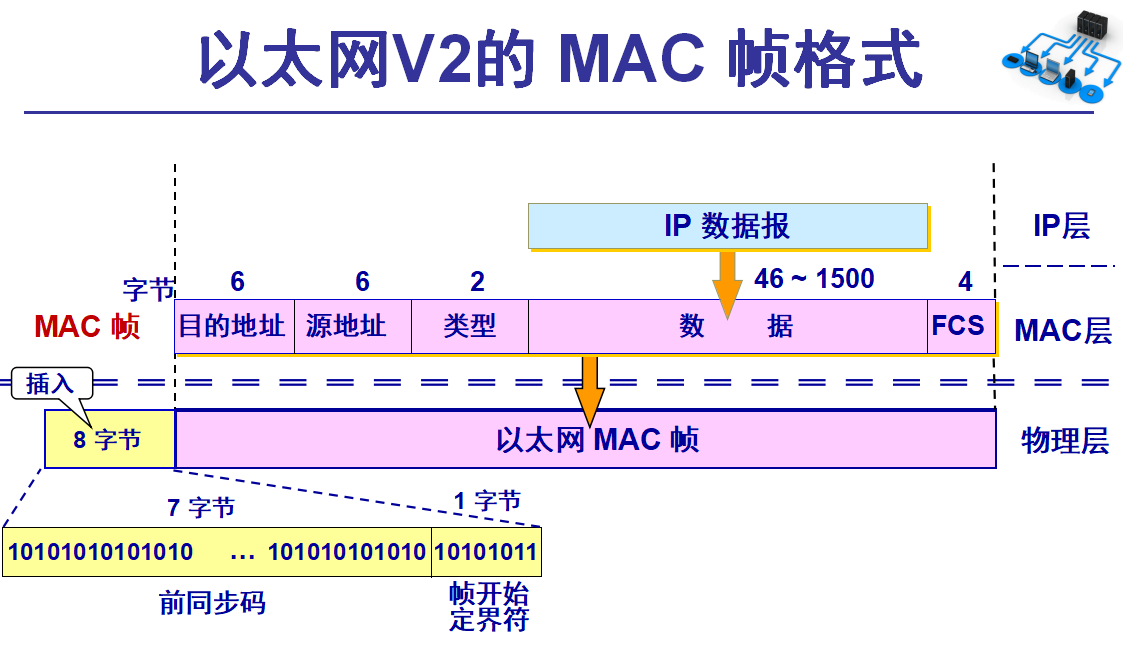 以太网V2的 MAC 帧格式
IP 数据报
IP层
字节
6
6
2
46 ~ 1500
4
MAC 帧
目的地址
源地址
类型
数 据
FCS
MAC层
插入
8 字节
以太网 MAC 帧
物理层
7 字节
1 字节
10101010101010 … 101010101010
10101011
前同步码
帧开始
定界符